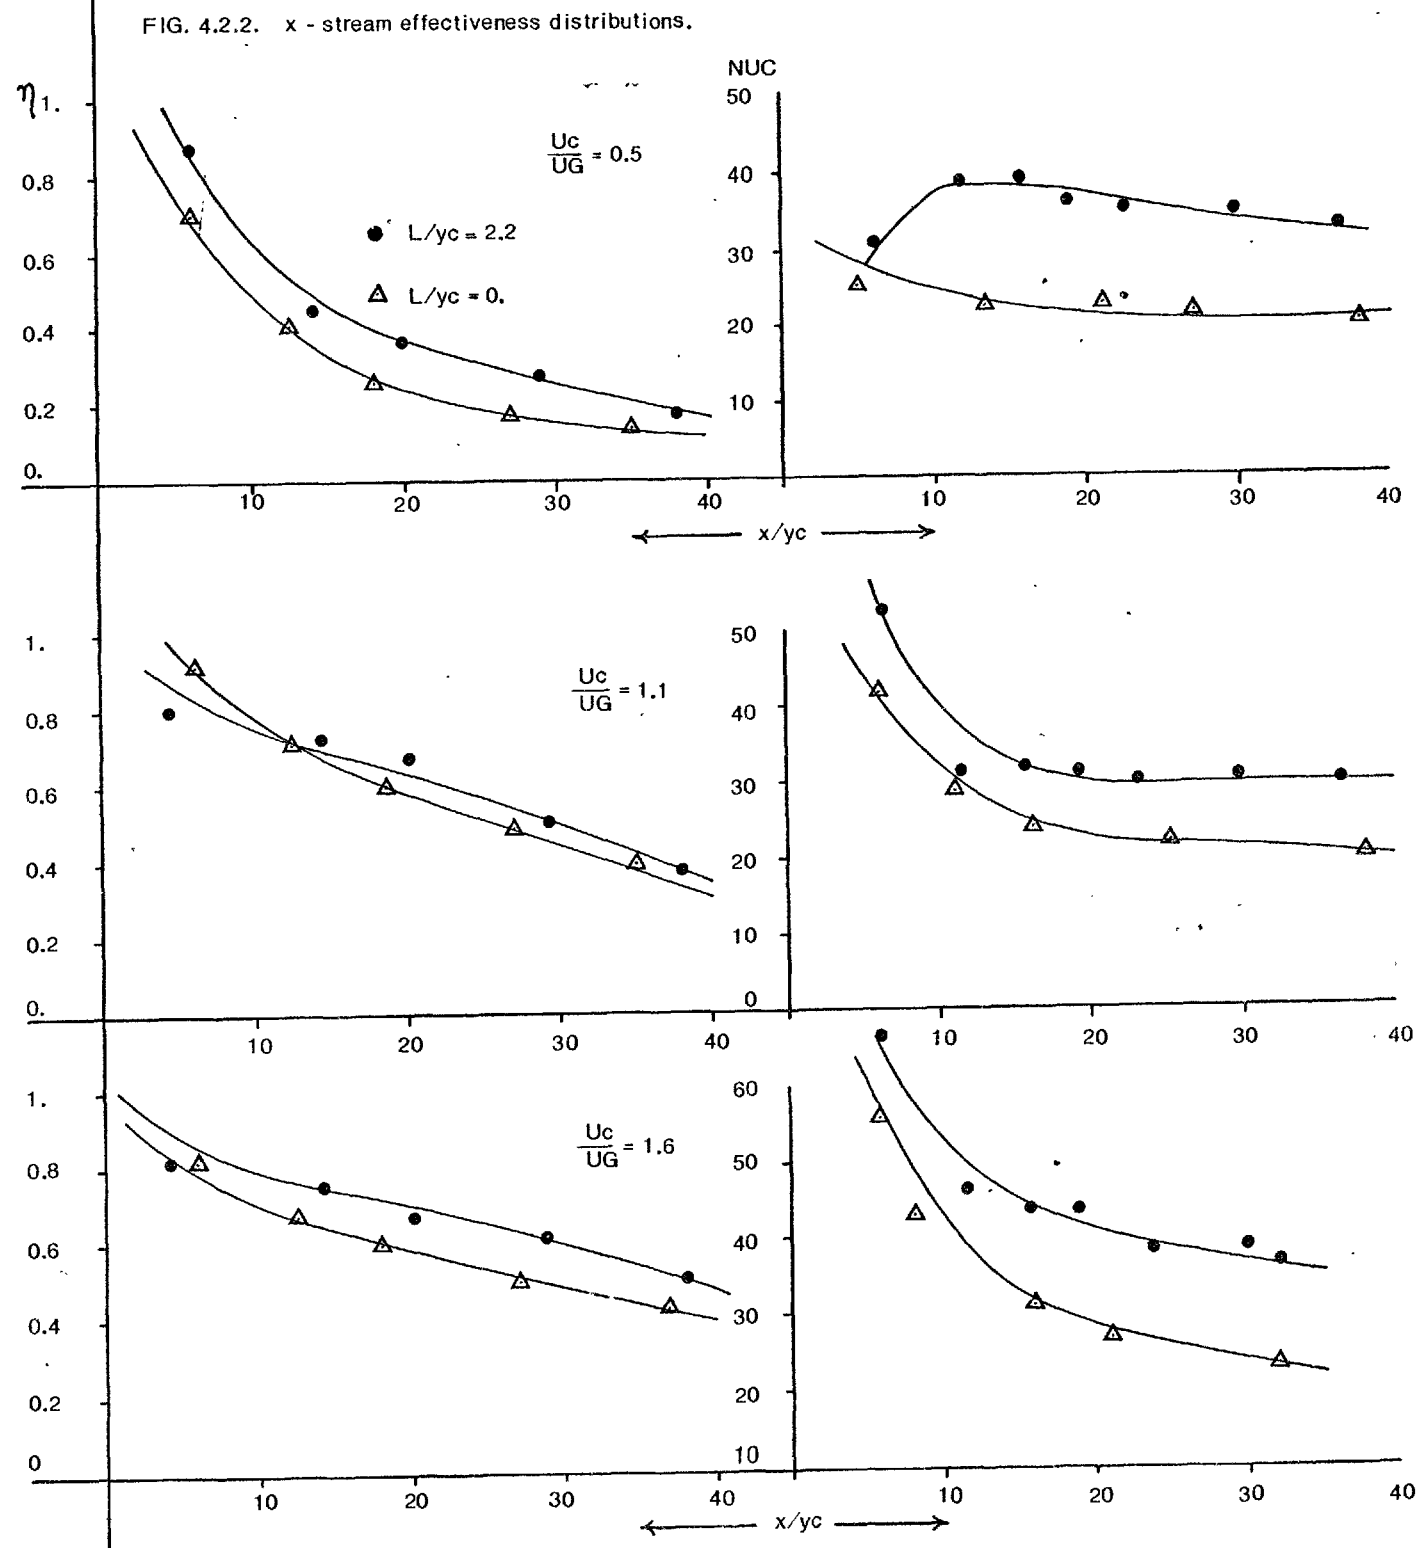 FIG. 4.2.2. x - stream effectiveness distributions.
NUC
η 1.
0.8
0.6
0.4
0.2
0.
Uc
UG = 0.5
L/yc = 2.2
L/yc = 0.
10 20 30 40
50
40
30
20
10
10 20 30 40
x/yc
1.
0.8
0.6
0.4
0.2
0.
Uc
UG = 1.1
10 20 30 40
50
40
30
20
10
0
10 20 30 40
1.
0.8
0.6
0.4
0.2
0
Uc
UG = 1.6
10 20 30 40
60
50
40
30
20
10
10 20 30 40
x/yc